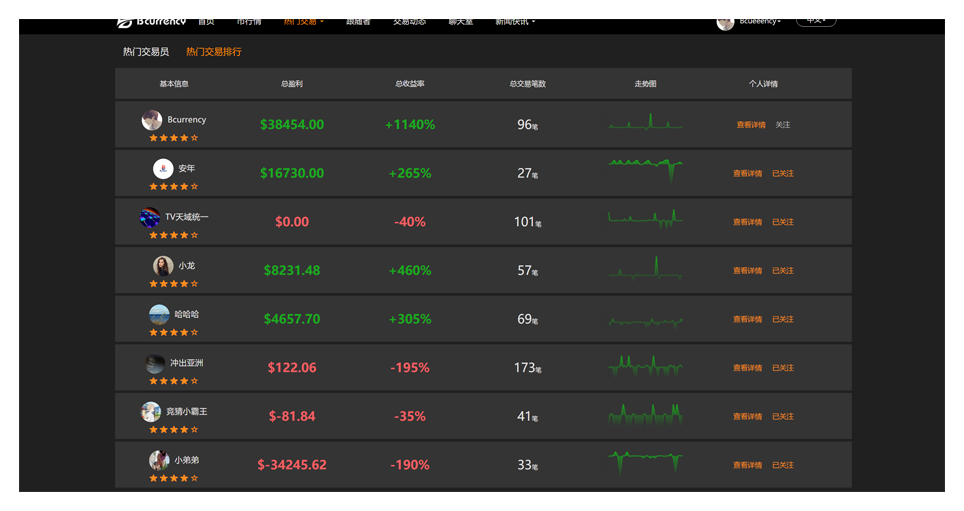 Bcurrency 首页 币行情 热门交易 跟随者 交易动态 聊天室 新闻快讯 Bcueeency 中文
热门交易员 热门交易排行
基本信息 总盈利 总收益率 总交易笔数 走势图 个人详情
Bcurrency $38454.00 +1140% 96笔 查看详情 关注
安年 $16730.00 +265% 27笔 查看详情 已关注
TV天域统一 $0.00 -40% 101笔 查看详情 已关注
小龙 $8231.48 +460% 57笔 查看详情 已关注
哈哈哈 $4657.70 +305% 69笔 查看详情 已关注
冲出亚洲 $122.06 -195% 173笔 查看详情 已关注
竞猜小霸王 $-81.84 -35% 41笔 查看详情 已关注
小弟弟 $-34245.62 -190% 33笔 查看详情 已关注